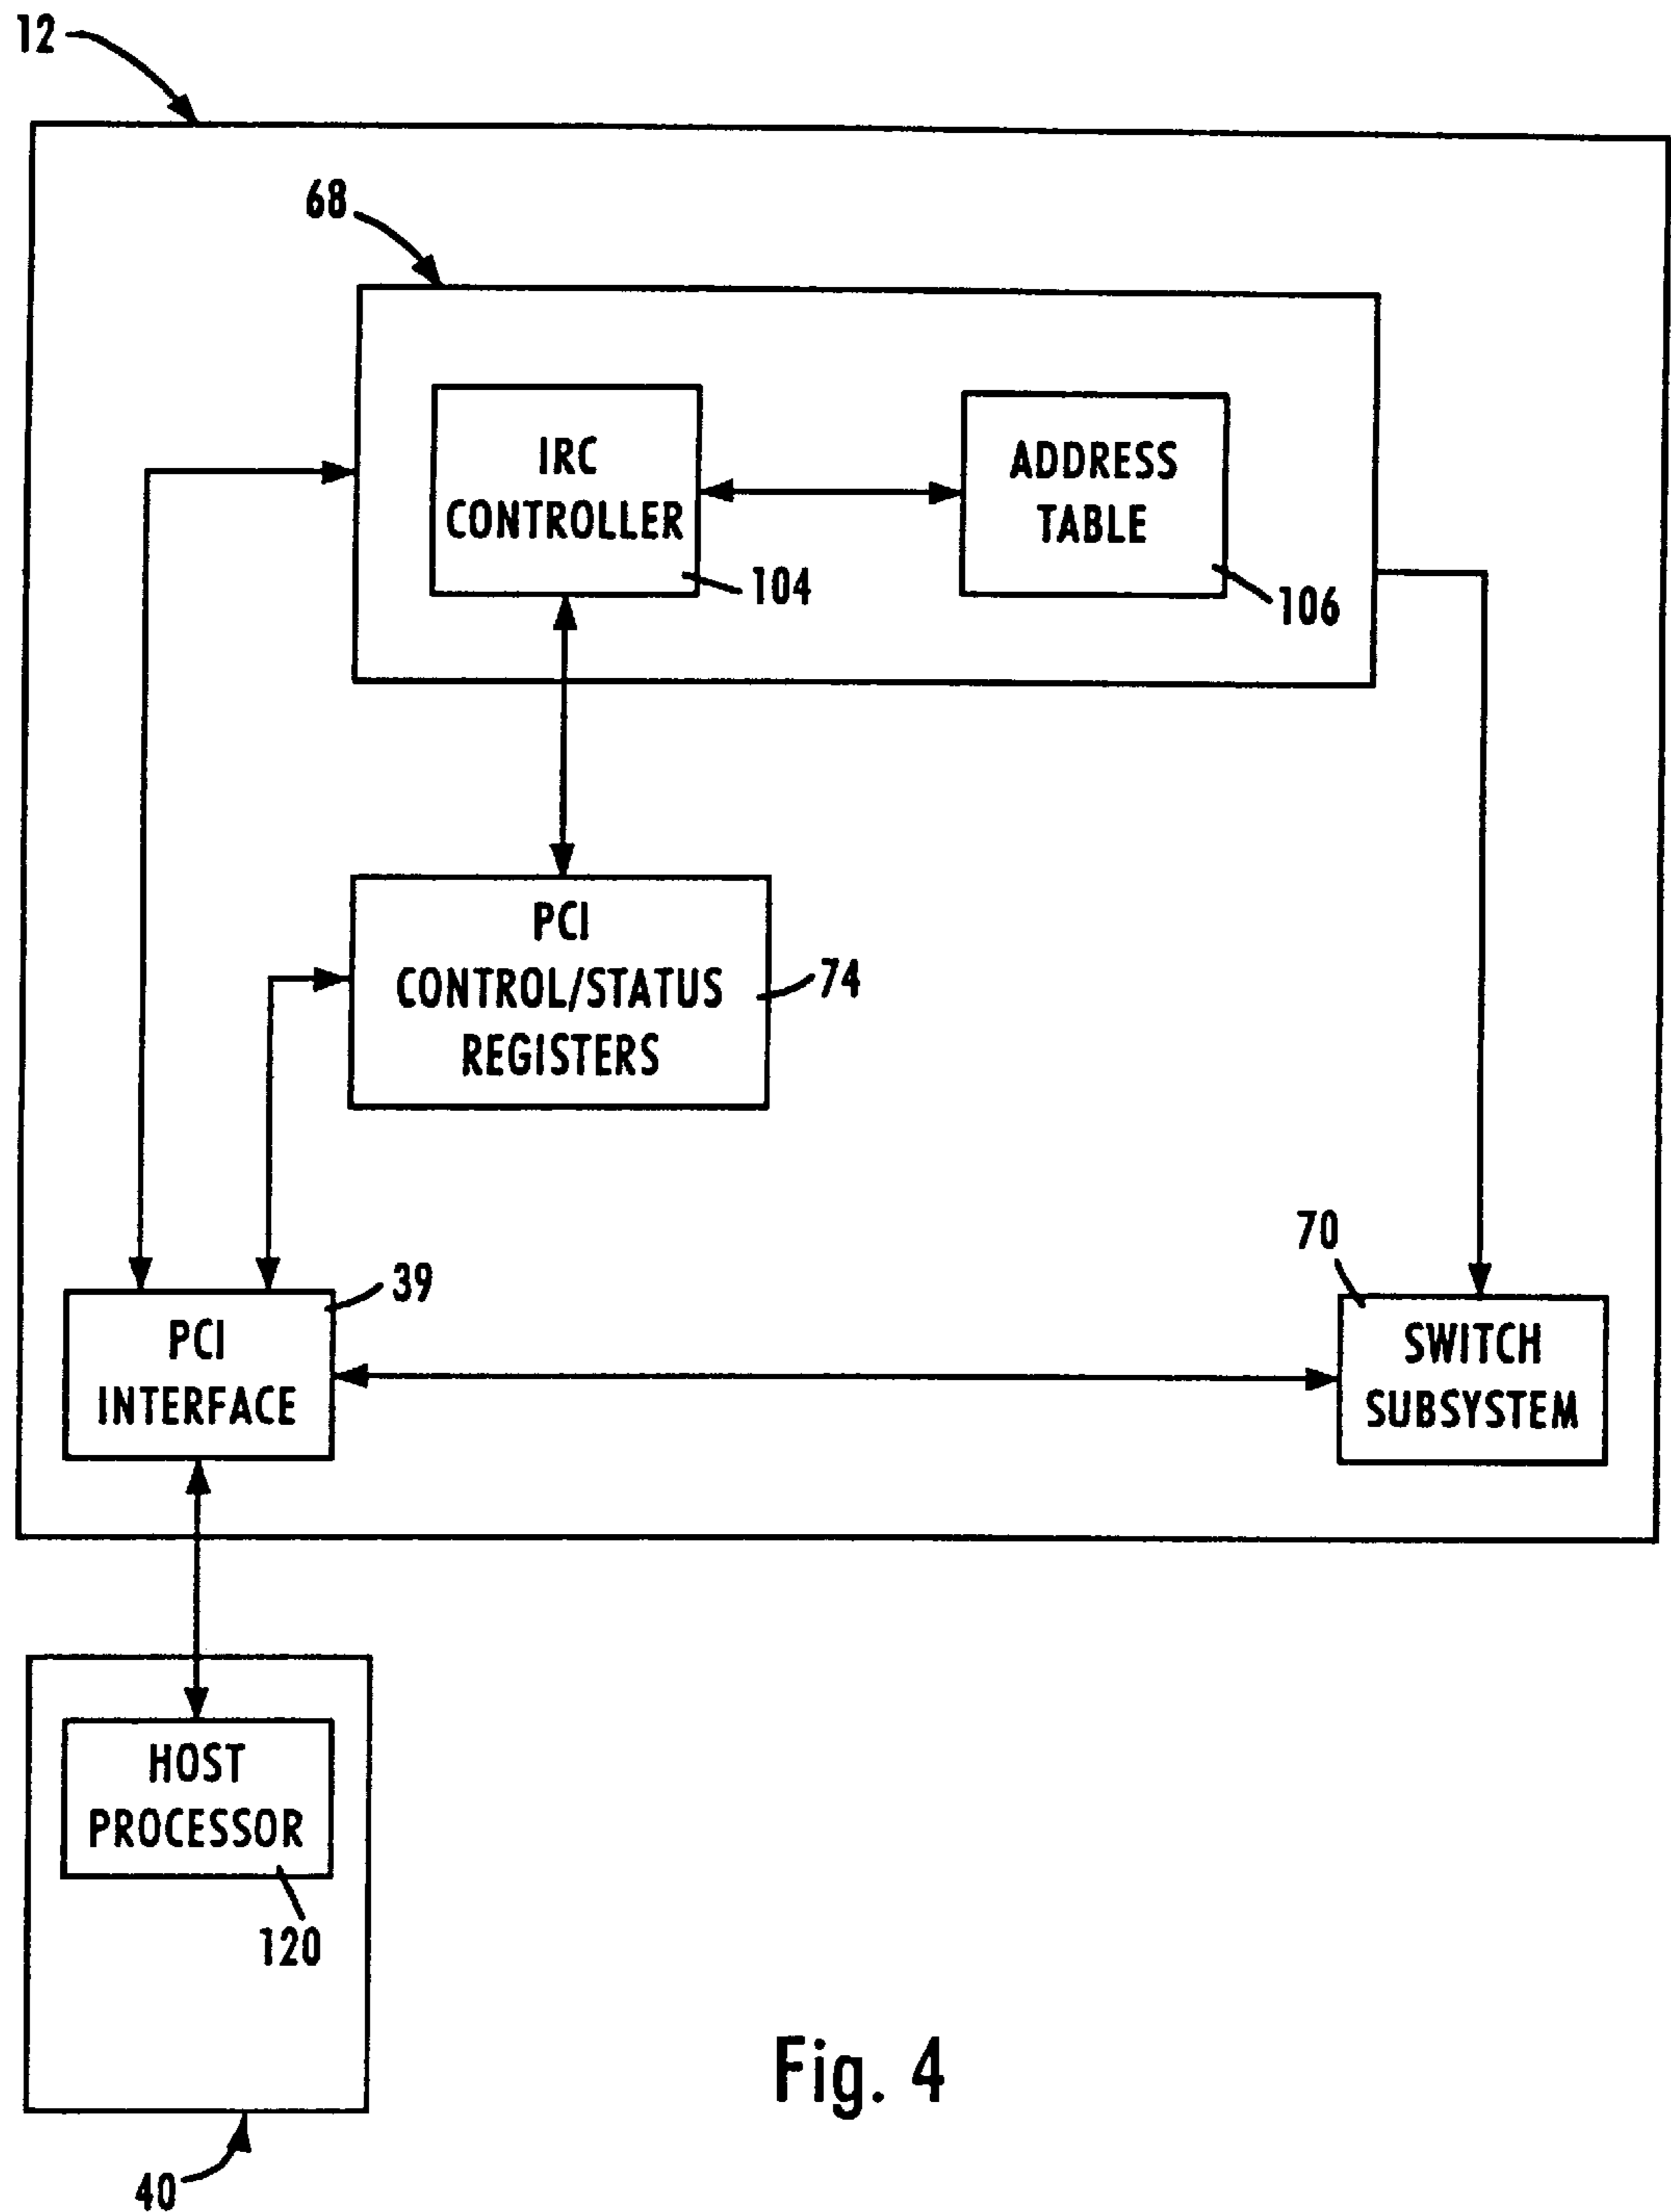 12
68
IRC
CONTROLLER
104
ADDRESS
TABLE
106
PCI
CONTROL/STATUS
REGISTERS
74
39
PCI
INTERFACE
70
SWITCH
SUBSYSTEM
HOST
PROCESSOR
120
40
Fig. 4